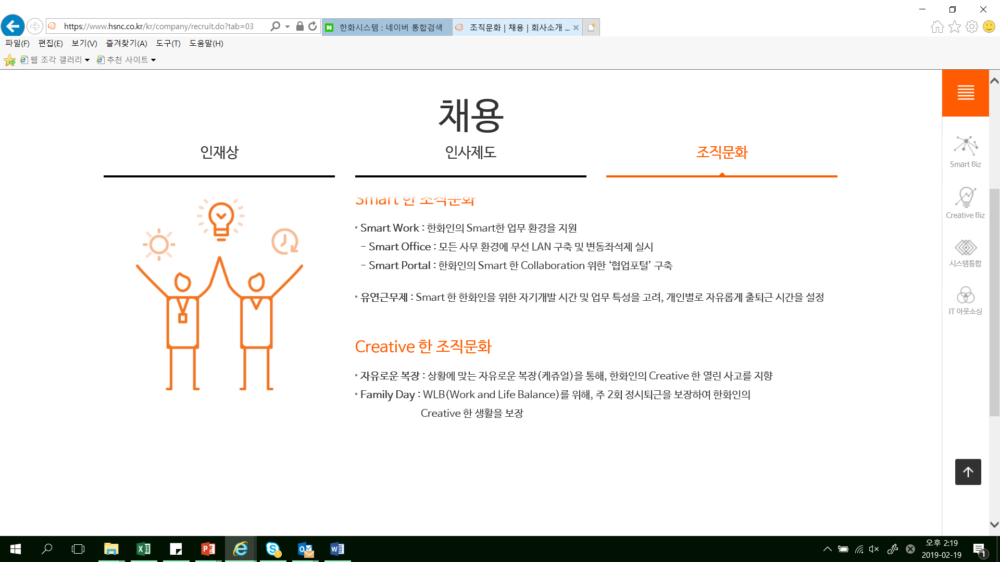 https://www.hsnc.co.kr/kr/company/recruit.do?tab=03
한화시스템 : 네이버 통합검색
조직문화 | 채용 | 회사소개 ...
파일(F) 편집(E) 보기(V) 즐겨찾기(A) 도구(T) 도움말(H)
웹 조각 갤러리 추천 사이트
채용
인재상 인사제도 조직문화
Smart 한 조직문화
Smart Work : 한화인의 Smart한 업무 환경을 지원
- Smart Office : 모든 사무 환경에 무선 LAN 구축 및 변동좌석제 실시
- Smart Portal : 한화인의 Smart 한 Collaboration 위한 ‘협업포털’ 구축
유연근무제 : Smart 한 한화인을 위한 자기개발 시간 및 업무 특성을 고려, 개인별로 자유롭게 출퇴근 시간을 설정
Creative 한 조직문화
자유로운 복장 : 상황에 맞는 자유로운 복장(케쥬얼)을 통해, 한화인의 Creative 한 열린 사고를 지향
Family Day : WLB(Work and Life Balance)를 위해, 주 2회 정시퇴근을 보장하여 한화인의
Creative 한 생활을 보장
Smart Biz
Creative Biz
시스템통합
IT 아웃소싱
오후 2:19
2019-02-19
1